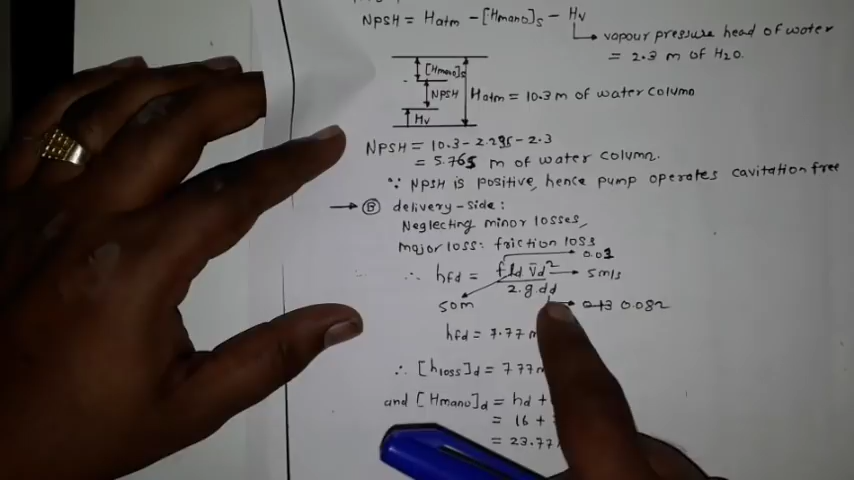 NPSH = Hatm - [Hmano]s - Hv
vapour pressure head of water
= 2.3 m of H2O.
[Hmano]s
NPSH
Hatm = 10.3 m of water column
Hv
NPSH = 10.3 - 2.235 - 2.3
= 5.765 m of water column.
∵ NPSH is positive, hence pump operates cavitation free
→ Ⓑ delivery-side:
Neglecting minor losses,
major loss: friction loss
0.03
∴ hfd = f ld v̄d² / 2.g.dd
5 m/s
50m
0.082
hfd = 7.77 m
∴ [hloss]d = 7.77 m
and [Hmano]d = hd +
= 16 +
= 23.77